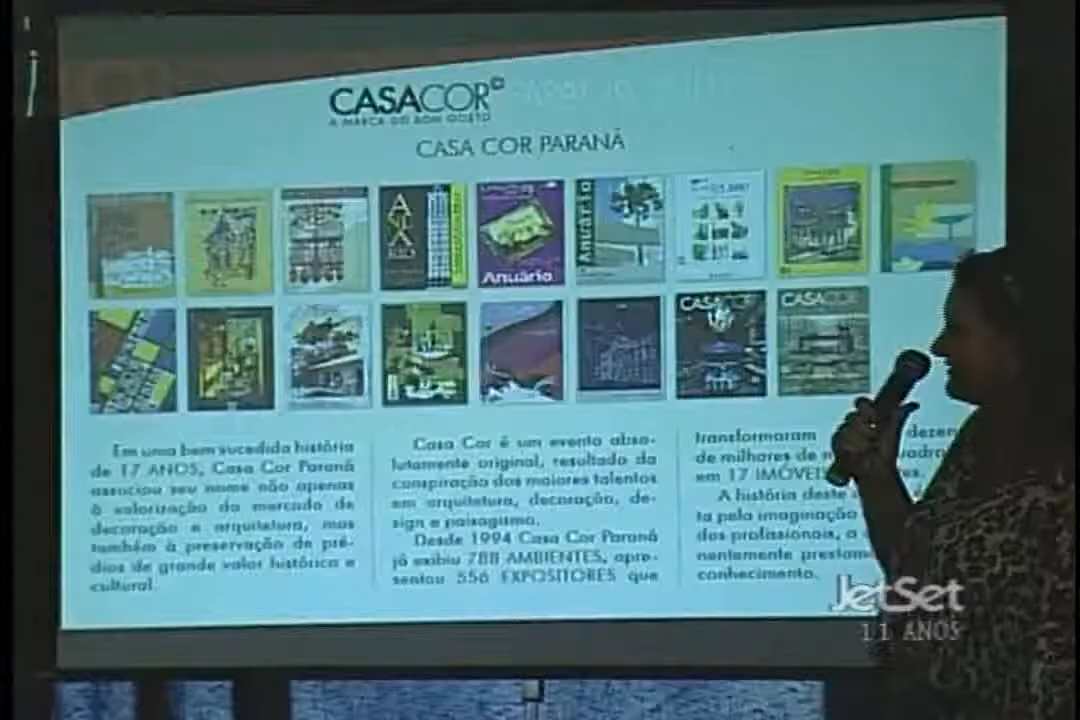 CASACOR©
A MARCA DO BOM GOSTO
CASA COR PARANÁ
Anuário
Anuário
CASACOR
CASACOR
Em uma bem sucedida história
de 17 ANOS, Casa Cor Paraná
associou seu nome não apenas
à valorização do mercado de
decoração e arquitetura, mas
também à preservação de pré-
dios de grande valor histórico e
cultural.
Casa Cor é um evento abso-
lutamente original, resultado da
conspiração dos maiores talentos
em arquitetura, decoração, de-
sign e paisagismo.
Desde 1994 Casa Cor Paraná
já exibiu 788 AMBIENTES, apre-
sentou 556 EXPOSITORES que
transformaram dezen
de milhares de
em 17 IMÓVEIS
A história deste
ta pela imaginação
dos profissionais, a
nentemente
conhecimento.
JetSet
11 ANOS